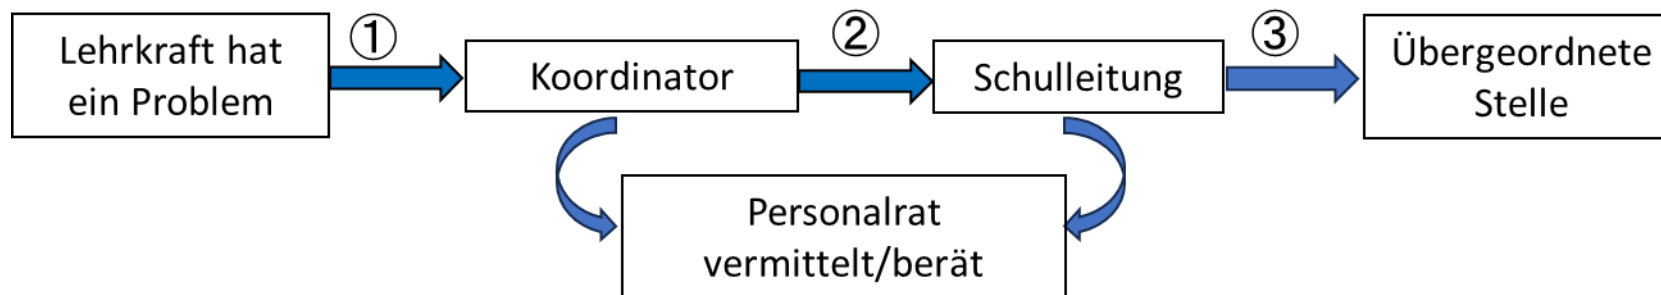 Lehrkraft hat
ein Problem
①
Koordinator
②
Schulleitung
③
Übergeordnete
Stelle
Personalrat
vermittelt/berät